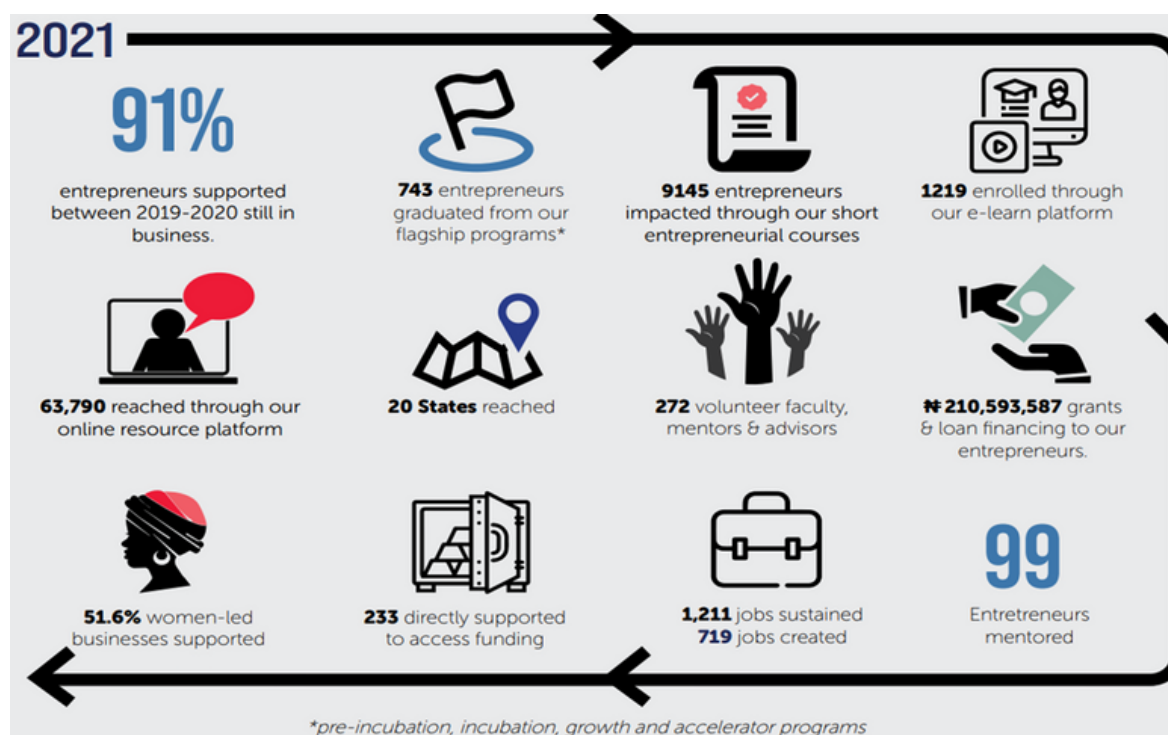 2021
91%
entrepreneurs supported
between 2019-2020 still in
business.
743 entrepreneurs
graduated from our
flagship programs*
9145 entrepreneurs
impacted through our short
entrepreneurial courses
1219 enrolled through
our e-learn platform
63,790 reached through our
online resource platform
20 States reached
272 volunteer faculty,
mentors & advisors
₦ 210,593,587 grants
& loan financing to our
entrepreneurs.
51.6% women-led
businesses supported
233 directly supported
to access funding
1,211 jobs sustained
719 jobs created
99
Entretreneurs
mentored
*pre-incubation, incubation, growth and accelerator programs